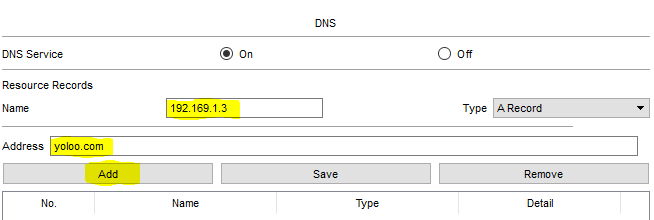 DNS
DNS Service On Off
Resource Records
Name 192.169.1.3 Type A Record
Address yoloo.com
Add Save Remove
No. Name Type Detail